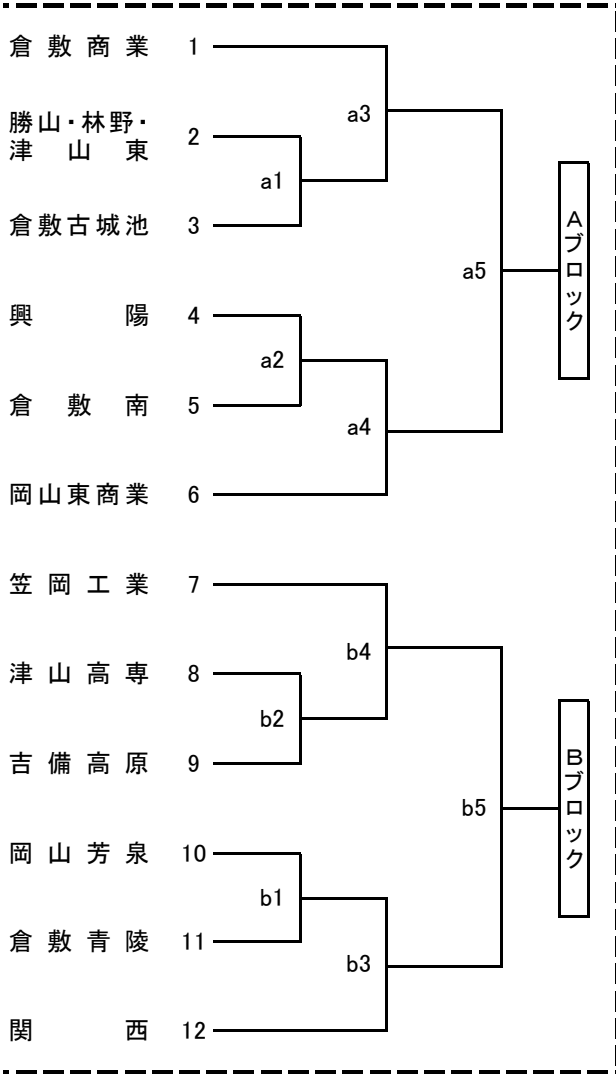 倉敷商業 1
勝山・林野・
津山東 2
倉敷古城池 3
興陽 4
倉敷南 5
岡山東商業 6
笠岡工業 7
津山高専 8
吉備高原 9
岡山芳泉 10
倉敷青陵 11
関西 12
a1
a2
a3
a4
a5
Aブロック
b4
b2
b1
b3
b5
Bブロック